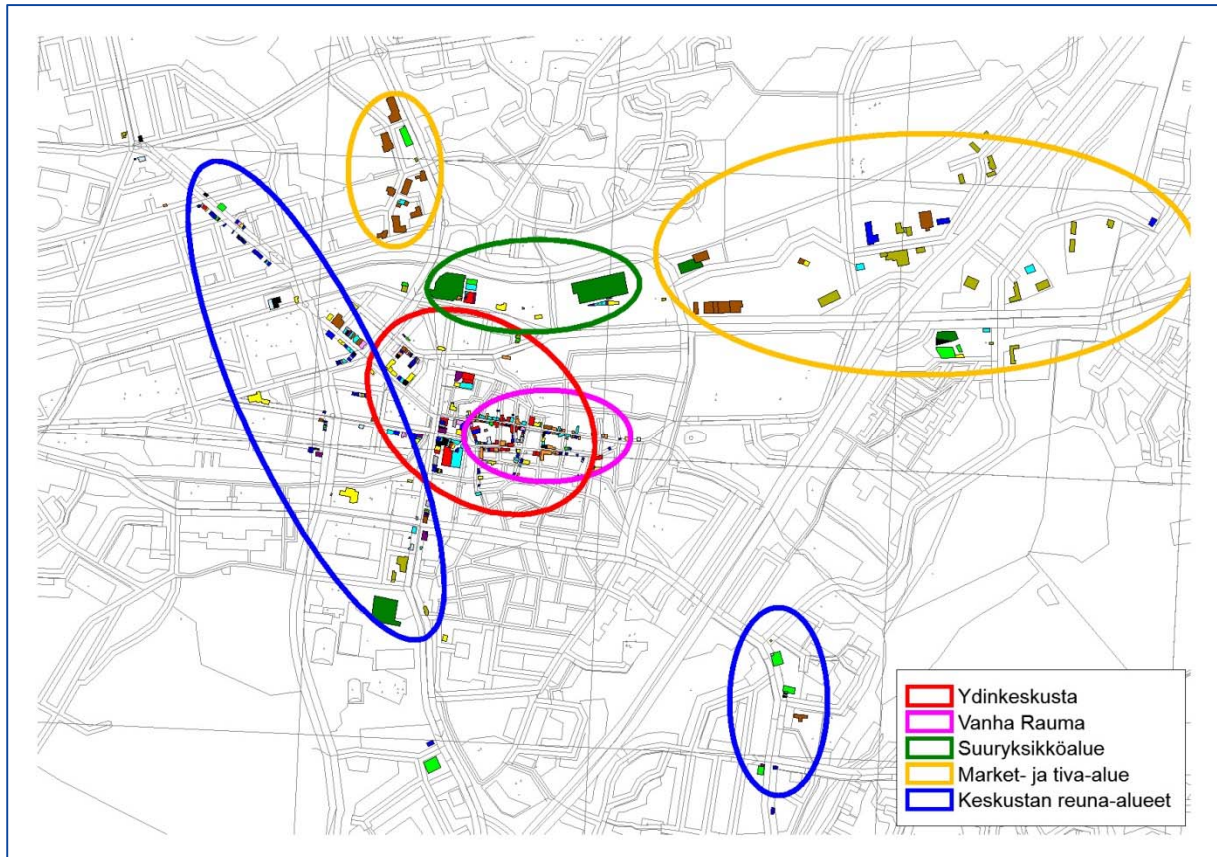 Ydinkeskusta
Vanha Rauma
Suuryksikköalue
Market- ja tiva-alue
Keskustan reuna-alueet